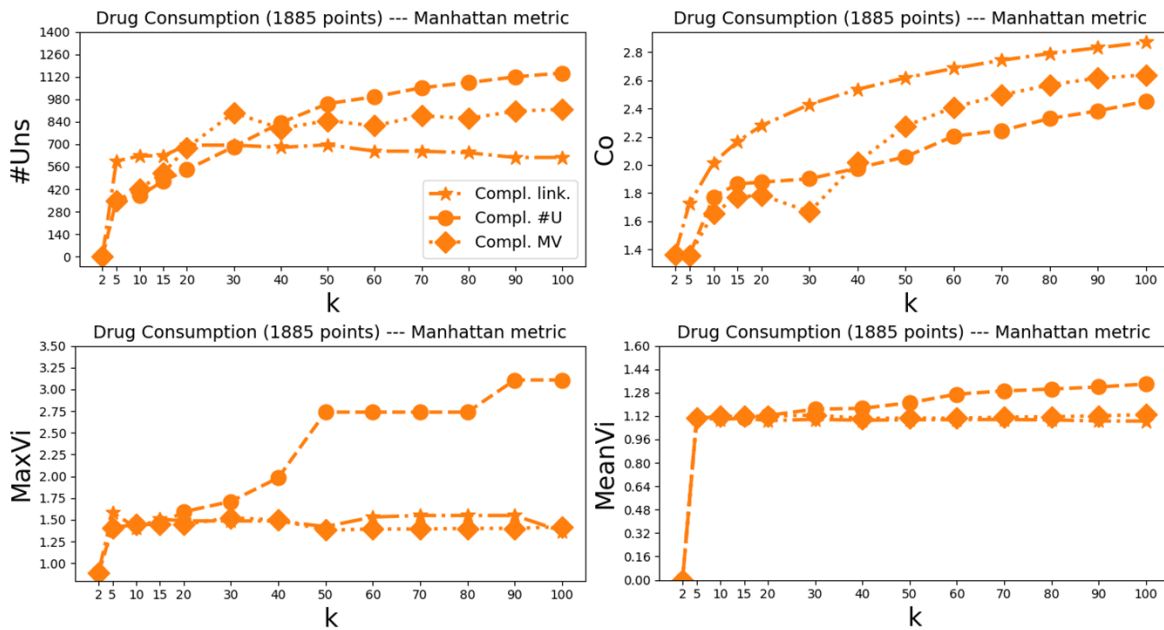 Drug Consumption (1885 points) --- Manhattan metric
#Uns
1400
1260
1120
980
840
700
560
420
280
140
0
Compl. link.
Compl. #U
Compl. MV
2 5 10 15 20 30 40 50 60 70 80 90 100
k
Drug Consumption (1885 points) --- Manhattan metric
Co
2.8
2.6
2.4
2.2
2.0
1.8
1.6
1.4
2 5 10 15 20 30 40 50 60 70 80 90 100
k
Drug Consumption (1885 points) --- Manhattan metric
MaxVi
3.50
3.25
3.00
2.75
2.50
2.25
2.00
1.75
1.50
1.25
1.00
2 5 10 15 20 30 40 50 60 70 80 90 100
k
Drug Consumption (1885 points) --- Manhattan metric
MeanVi
1.60
1.44
1.28
1.12
0.96
0.80
0.64
0.48
0.32
0.16
0.00
2 5 10 15 20 30 40 50 60 70 80 90 100
k